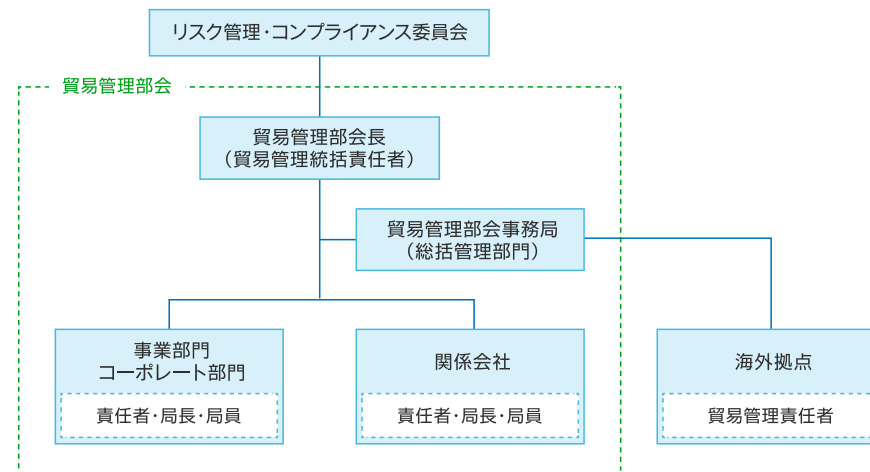 リスク管理・コンプライアンス委員会
貿易管理部会
貿易管理部会長
（貿易管理統括責任者）
貿易管理部会事務局
（総括管理部門）
事業部門
コーポレート部門
責任者・局長・局員
関係会社
責任者・局長・局員
海外拠点
貿易管理責任者